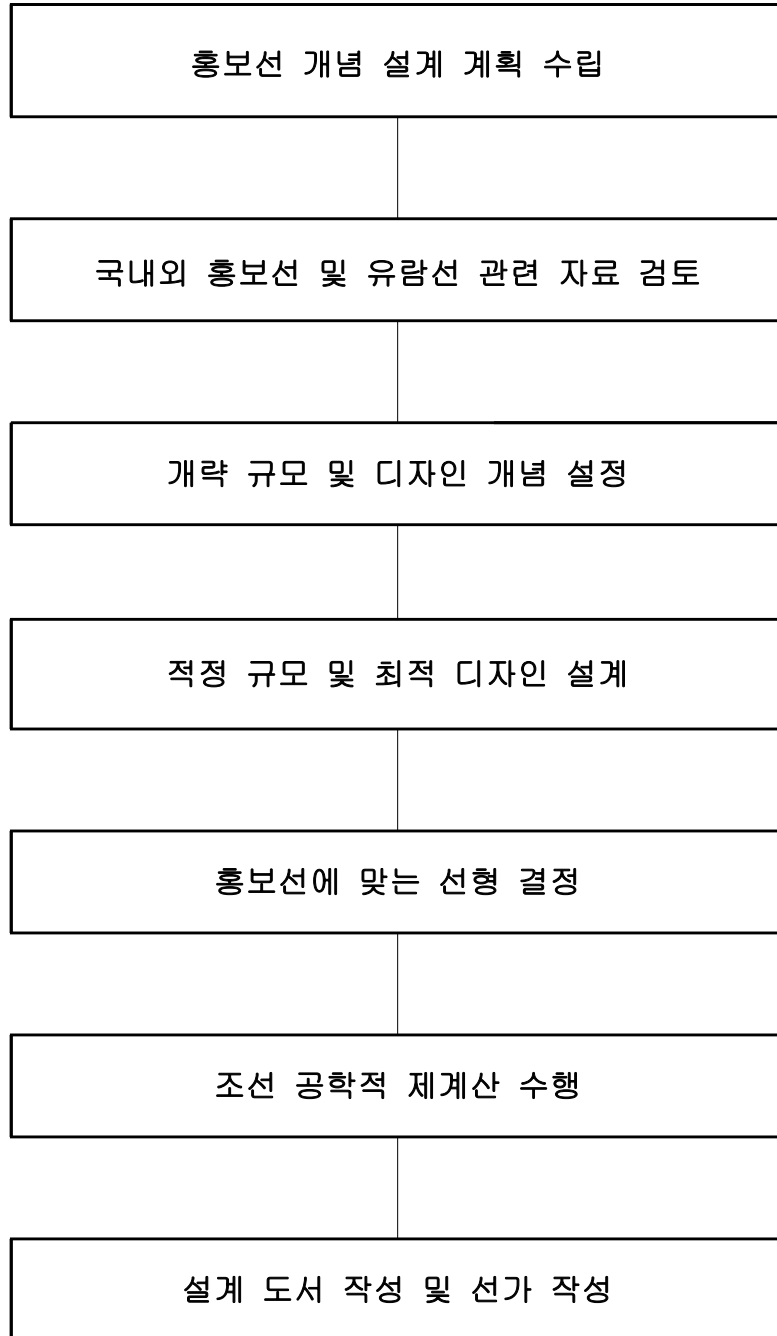 홍보선 개념 설계 계획 수립
국내외 홍보선 및 유람선 관련 자료 검토
개략 규모 및 디자인 개념 설정
적정 규모 및 최적 디자인 설계
홍보선에 맞는 선형 결정
조선 공학적 제계산 수행
설계 도서 작성 및 선가 작성